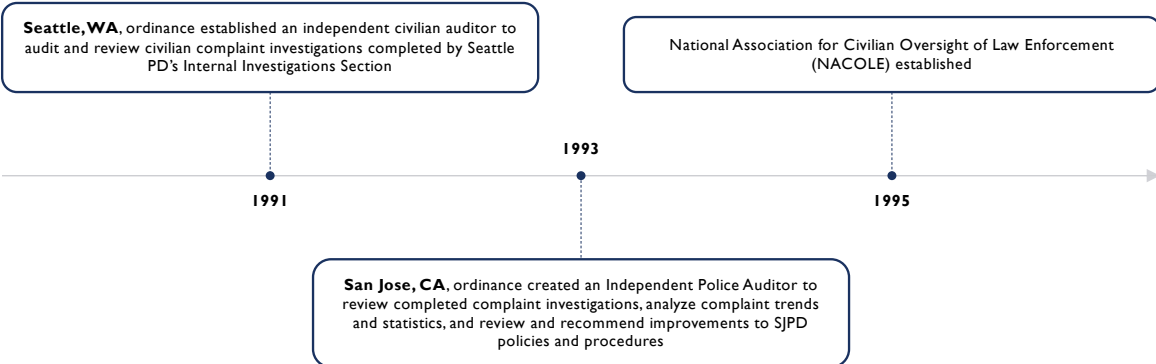 Seattle, WA, ordinance established an independent civilian auditor to
audit and review civilian complaint investigations completed by Seattle
PD's Internal Investigations Section
National Association for Civilian Oversight of Law Enforcement
(NACOLE) established
1993
1991
1995
San Jose, CA, ordinance created an Independent Police Auditor to
review completed complaint investigations, analyze complaint trends
and statistics, and review and recommend improvements to SJPD
policies and procedures